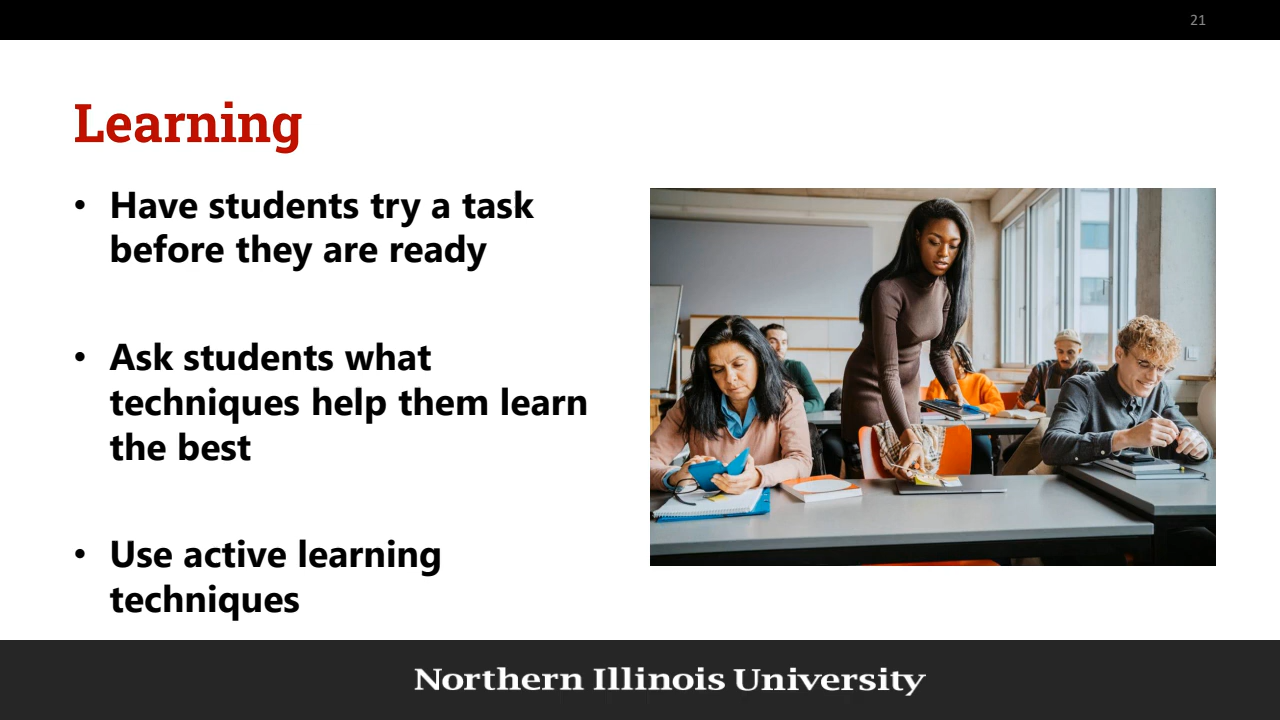 21
Learning
• Have students try a task
before they are ready
• Ask students what
techniques help them learn
the best
• Use active learning
techniques
Northern Illinois University